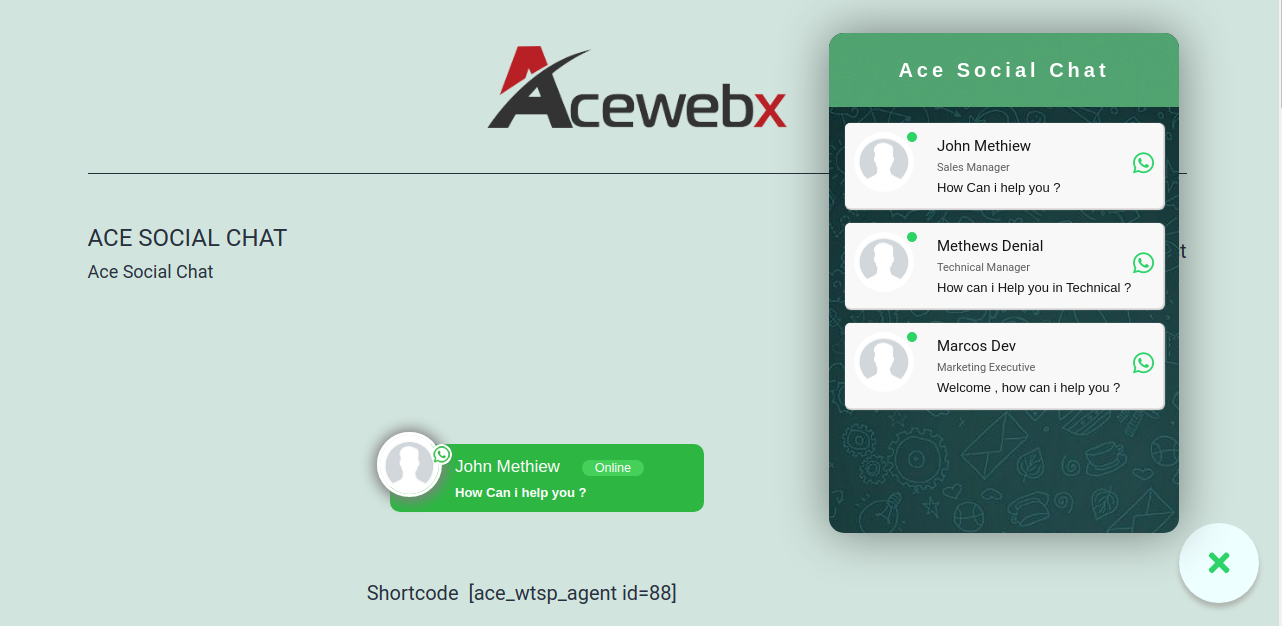 Acewebx
ACE SOCIAL CHAT
Ace Social Chat
t
John Methiew Online
How Can i help you ?
Shortcode [ace_wtsp_agent id=88]
Ace Social Chat
John Methiew
Sales Manager
How Can i help you ?
Methews Denial
Technical Manager
How can i Help you in Technical ?
Marcos Dev
Marketing Executive
Welcome , how can i help you ?